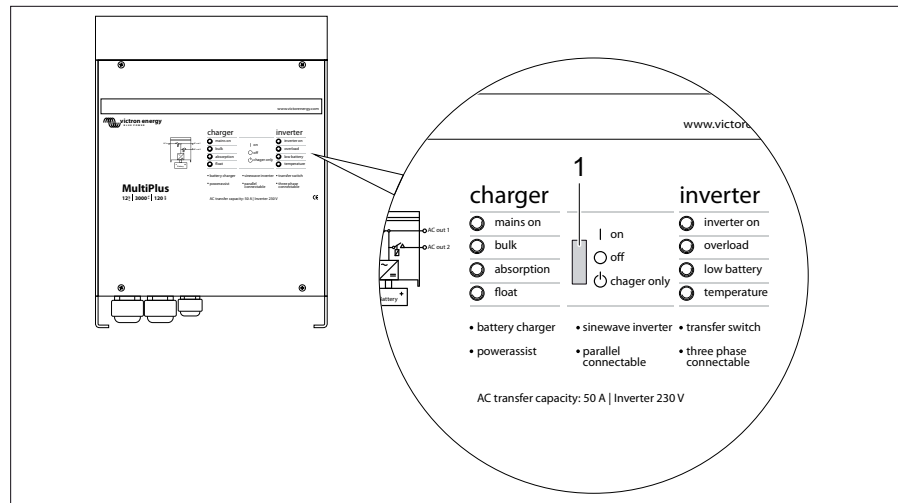 www.victronenergy.com
victron energy
charger
mains on
bulk
absorption
float
on
off
chager only
inverter
inverter on
overload
low battery
temperature
• battery charger • sinewave inverter • transfer switch
• powerassist • parallel connectable • three phase connectable
MultiPlus
12 | 3000 | 120
AC transfer capacity: 50 A | Inverter 230 V
CE
www.victro
1
charger
mains on
bulk
absorption
float
| on
off
chager only
inverter
inverter on
overload
low battery
temperature
AC out 1
AC out 2
attery
• battery charger • sinewave inverter • transfer switch
• powerassist • parallel • three phase
connectable connectable
AC transfer capacity: 50 A | Inverter 230 V